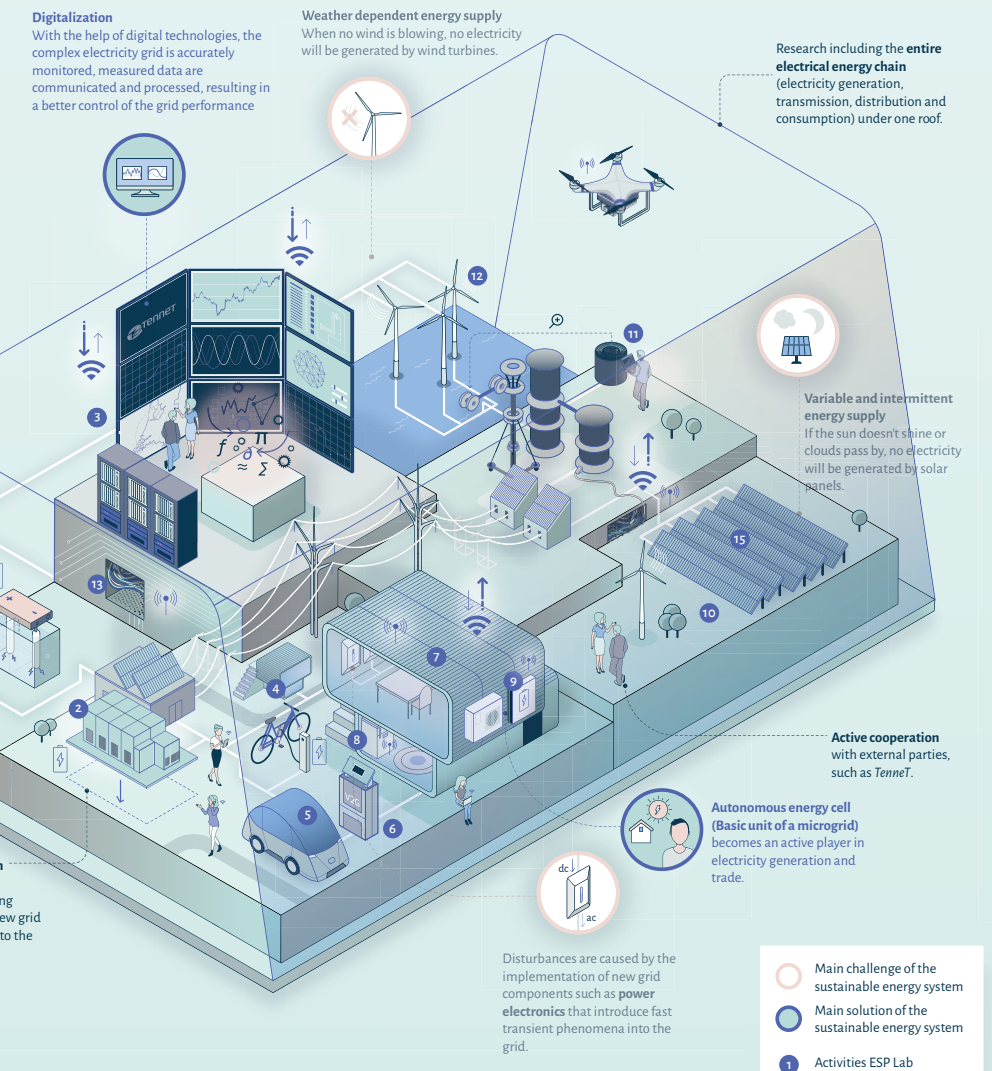 Digitalization
With the help of digital technologies, the
complex electricity grid is accurately
monitored, measured data are
communicated and processed, resulting in
a better control of the grid performance
Weather dependent energy supply
When no wind is blowing, no electricity
will be generated by wind turbines.
Research including the entire
electrical energy chain
(electricity generation,
transmission, distribution and
consumption) under one roof.
12
TenneT
11
3
f π
∂
≈ Σ
Variable and intermittent
energy supply
If the sun doesn't shine or
clouds pass by, no electricity
will be generated by solar
panels.
15
13
10
7
9
4
2
8
V2G
5
6
Active cooperation
with external parties,
such as TenneT.
Autonomous energy cell
(Basic unit of a microgrid)
becomes an active player in
electricity generation and
trade.
n
ng
ew grid
to the
dc
ac
Disturbances are caused by the
implementation of new grid
components such as power
electronics that introduce fast
transient phenomena into the
grid.
Main challenge of the
sustainable energy system
Main solution of the
sustainable energy system
1 Activities ESP Lab